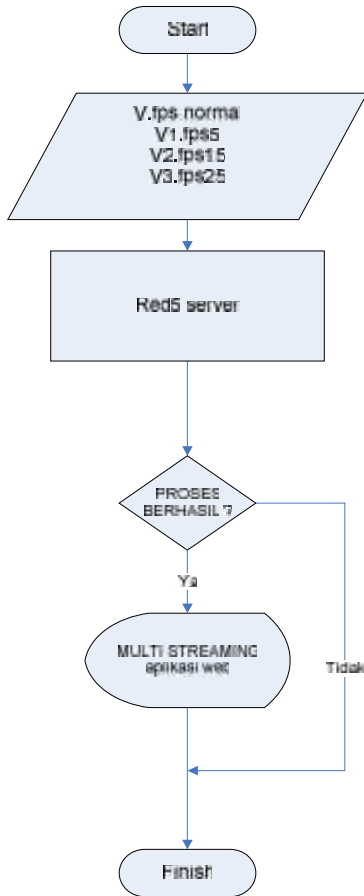 Start
V.fps normal
V1.fps5
V2.fps15
V3.fps25
Red5 server
PROSES
BERHASIL ?
Ya
MULTI STREAMING
aplikasi web
Tidak
Finish